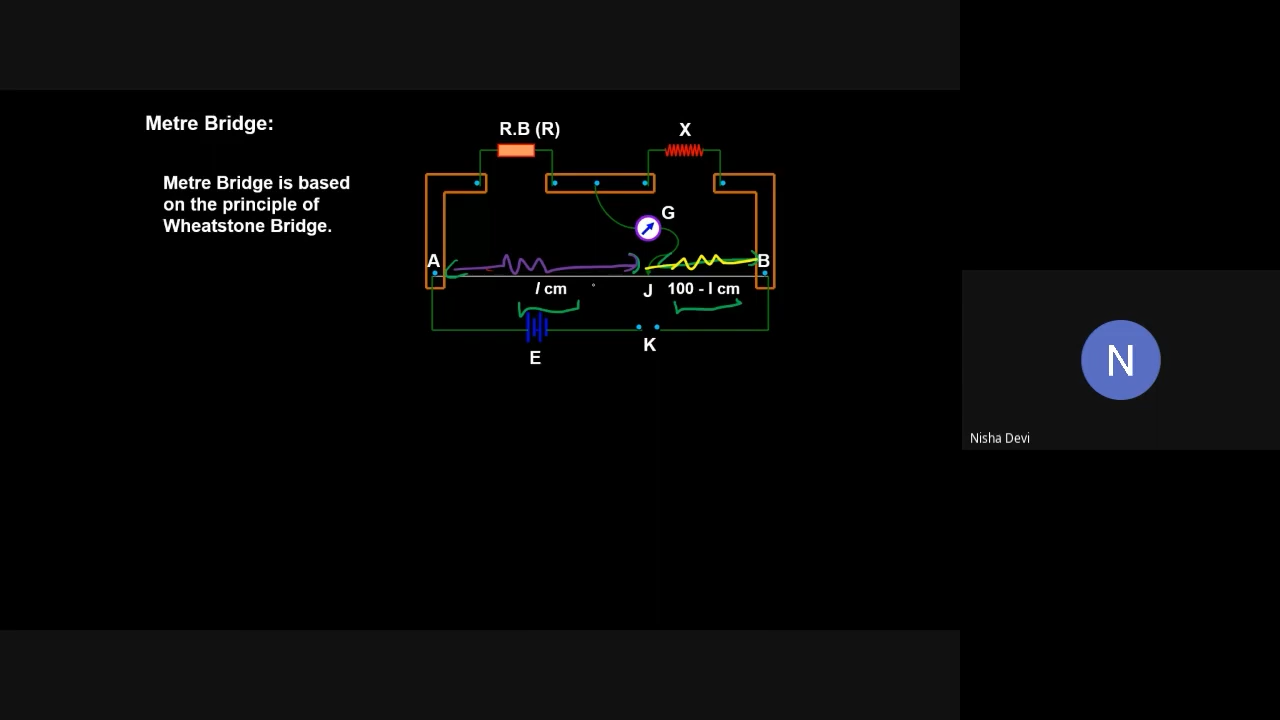 Metre Bridge:
R.B (R)
X
Metre Bridge is based
on the principle of
Wheatstone Bridge.
G
A
B
l cm
J
100 - l cm
K
E
N
Nisha Devi